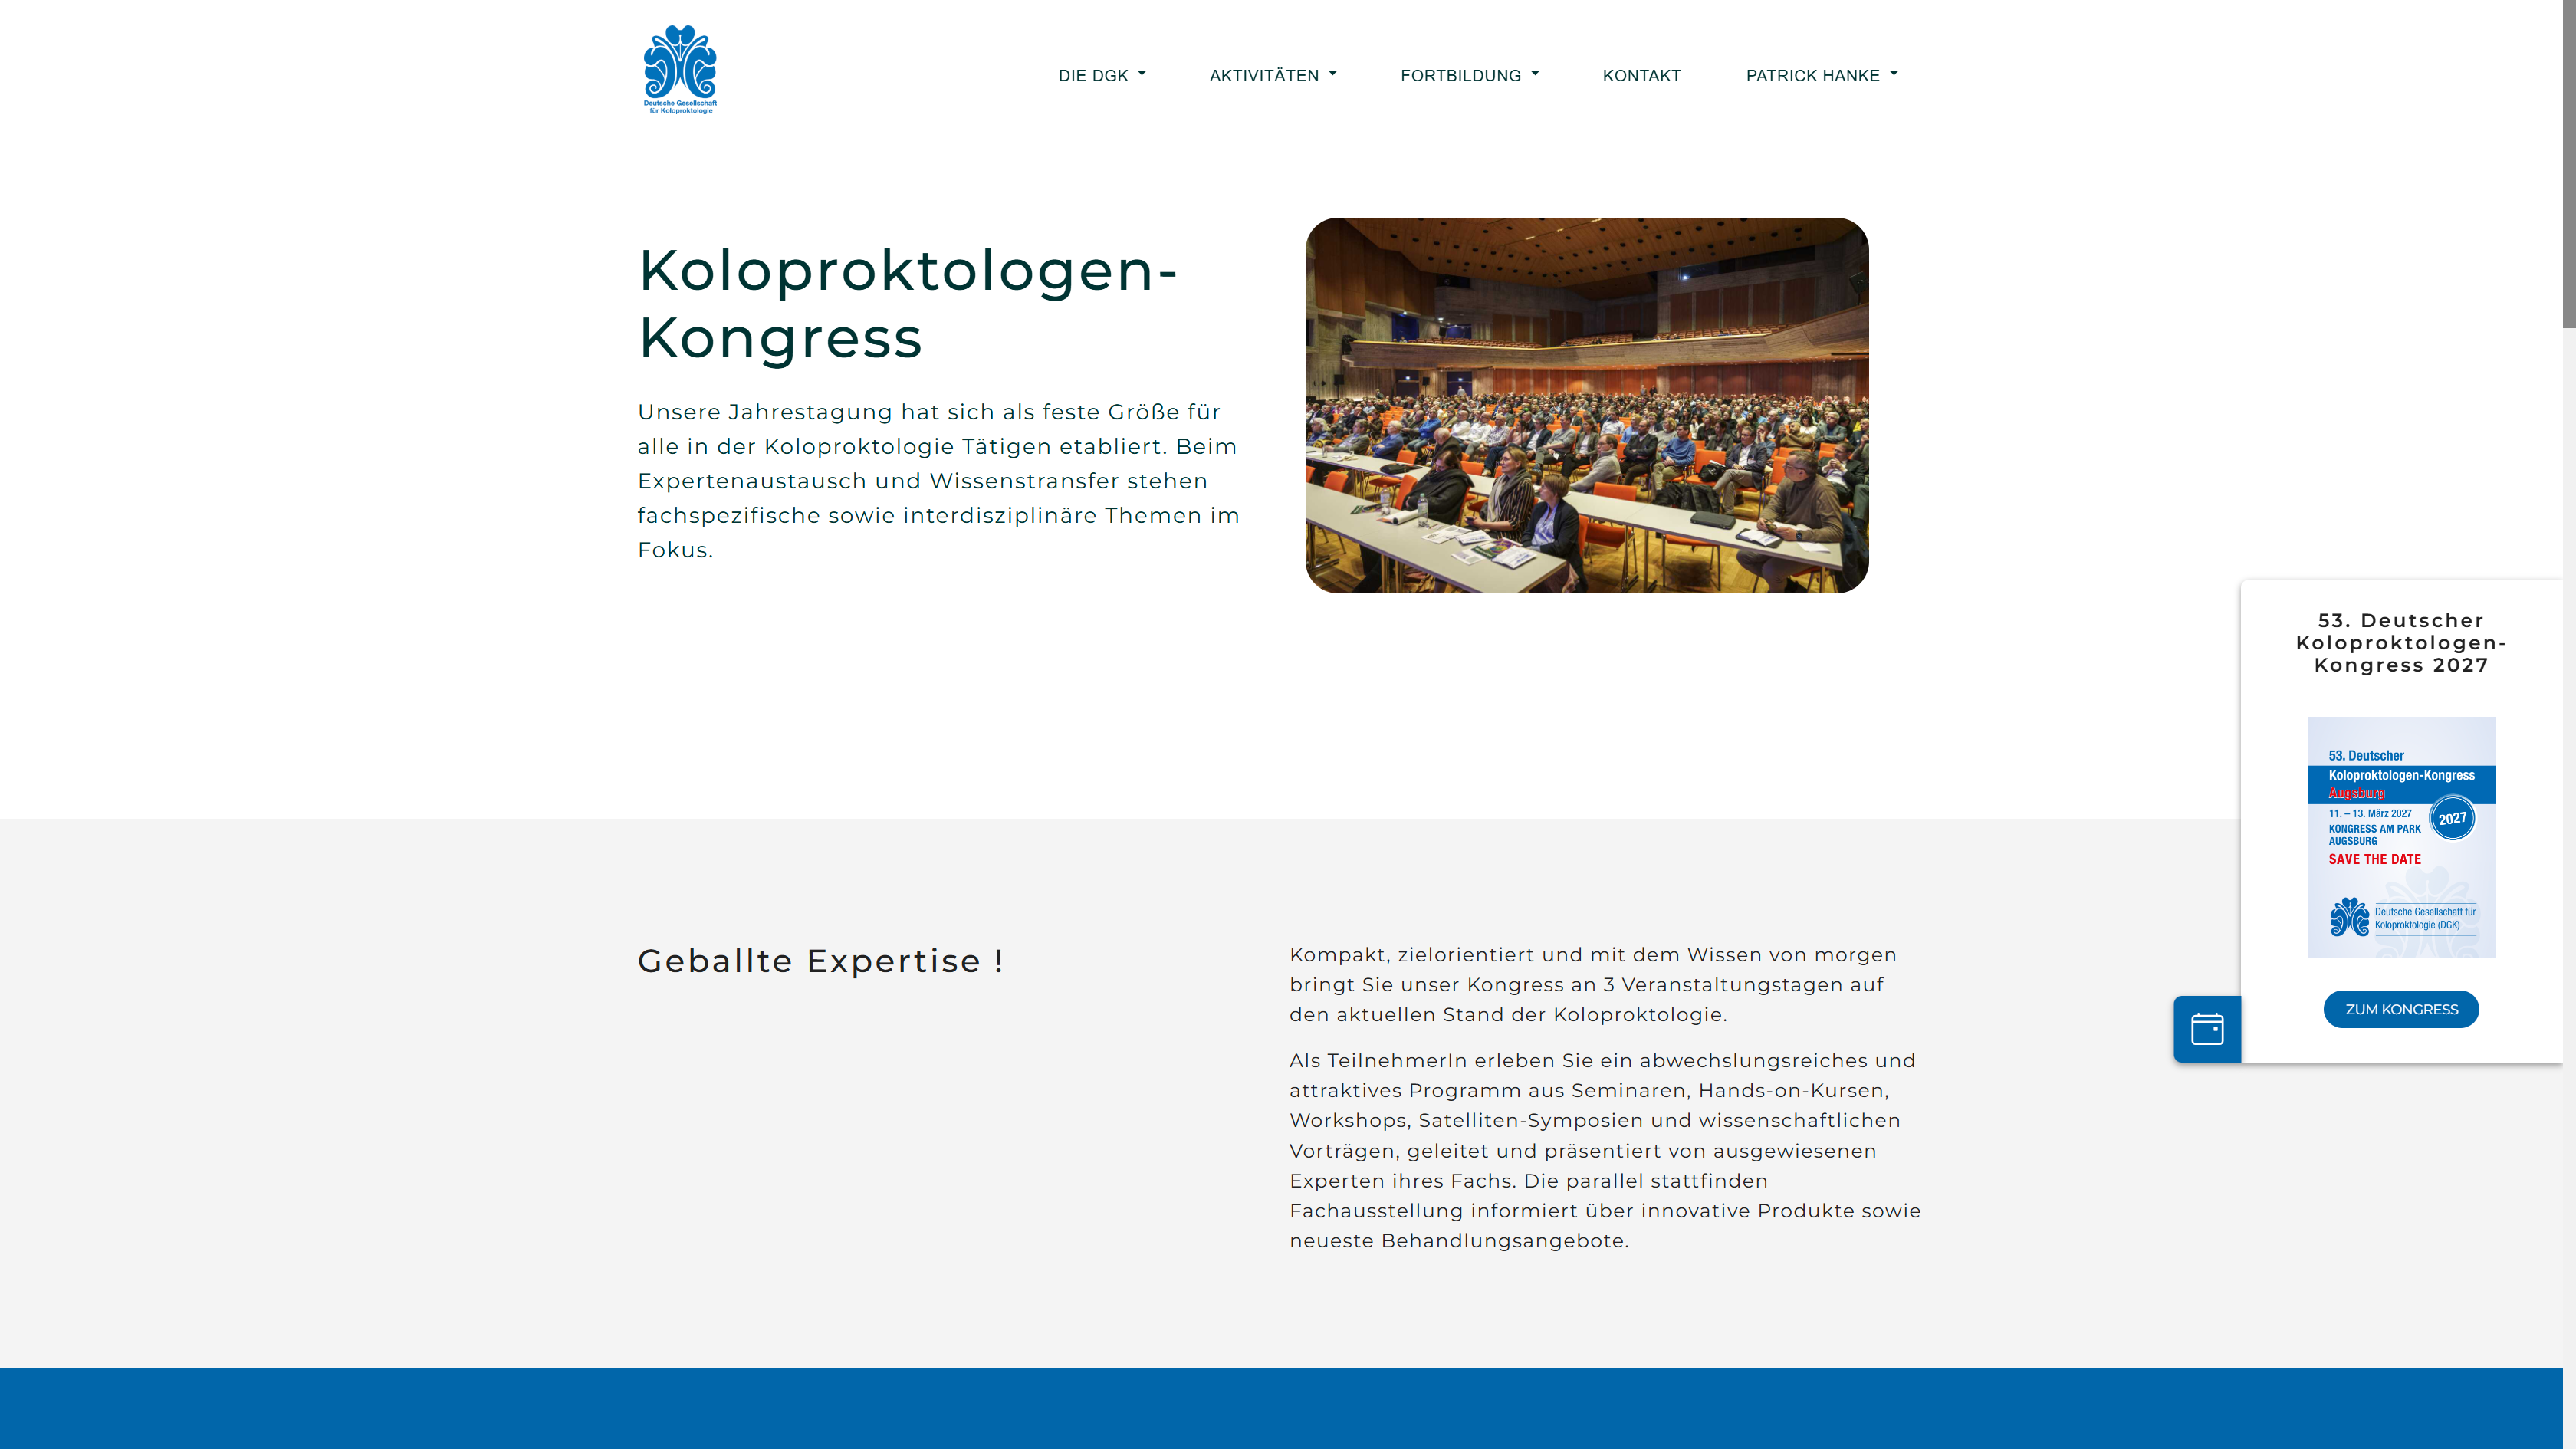 Deutsche Gesellschaft
für Koloproktologie
DIE DGK
AKTIVITÄTEN
FORTBILDUNG
KONTAKT
PATRICK HANKE
Koloproktologen-
Kongress
Unsere Jahrestagung hat sich als feste Größe für
alle in der Koloproktologie Tätigen etabliert. Beim
Expertenaustausch und Wissenstransfer stehen
fachspezifische sowie interdisziplinäre Themen im
Fokus.
53. Deutscher
Koloproktologen-
Kongress 2027
53. Deutscher
Koloproktologen-Kongress
Augsburg
11. – 13. März 2027
2027
KONGRESS AM PARK
AUGSBURG
SAVE THE DATE
Deutsche Gesellschaft für
Koloproktologie (DGK)
ZUM KONGRESS
Geballte Expertise !
Kompakt, zielorientiert und mit dem Wissen von morgen
bringt Sie unser Kongress an 3 Veranstaltungstagen auf
den aktuellen Stand der Koloproktologie.
Als TeilnehmerIn erleben Sie ein abwechslungsreiches und
attraktives Programm aus Seminaren, Hands-on-Kursen,
Workshops, Satelliten-Symposien und wissenschaftlichen
Vorträgen, geleitet und präsentiert von ausgewiesenen
Experten ihres Fachs. Die parallel stattfinden
Fachausstellung informiert über innovative Produkte sowie
neueste Behandlungsangebote.